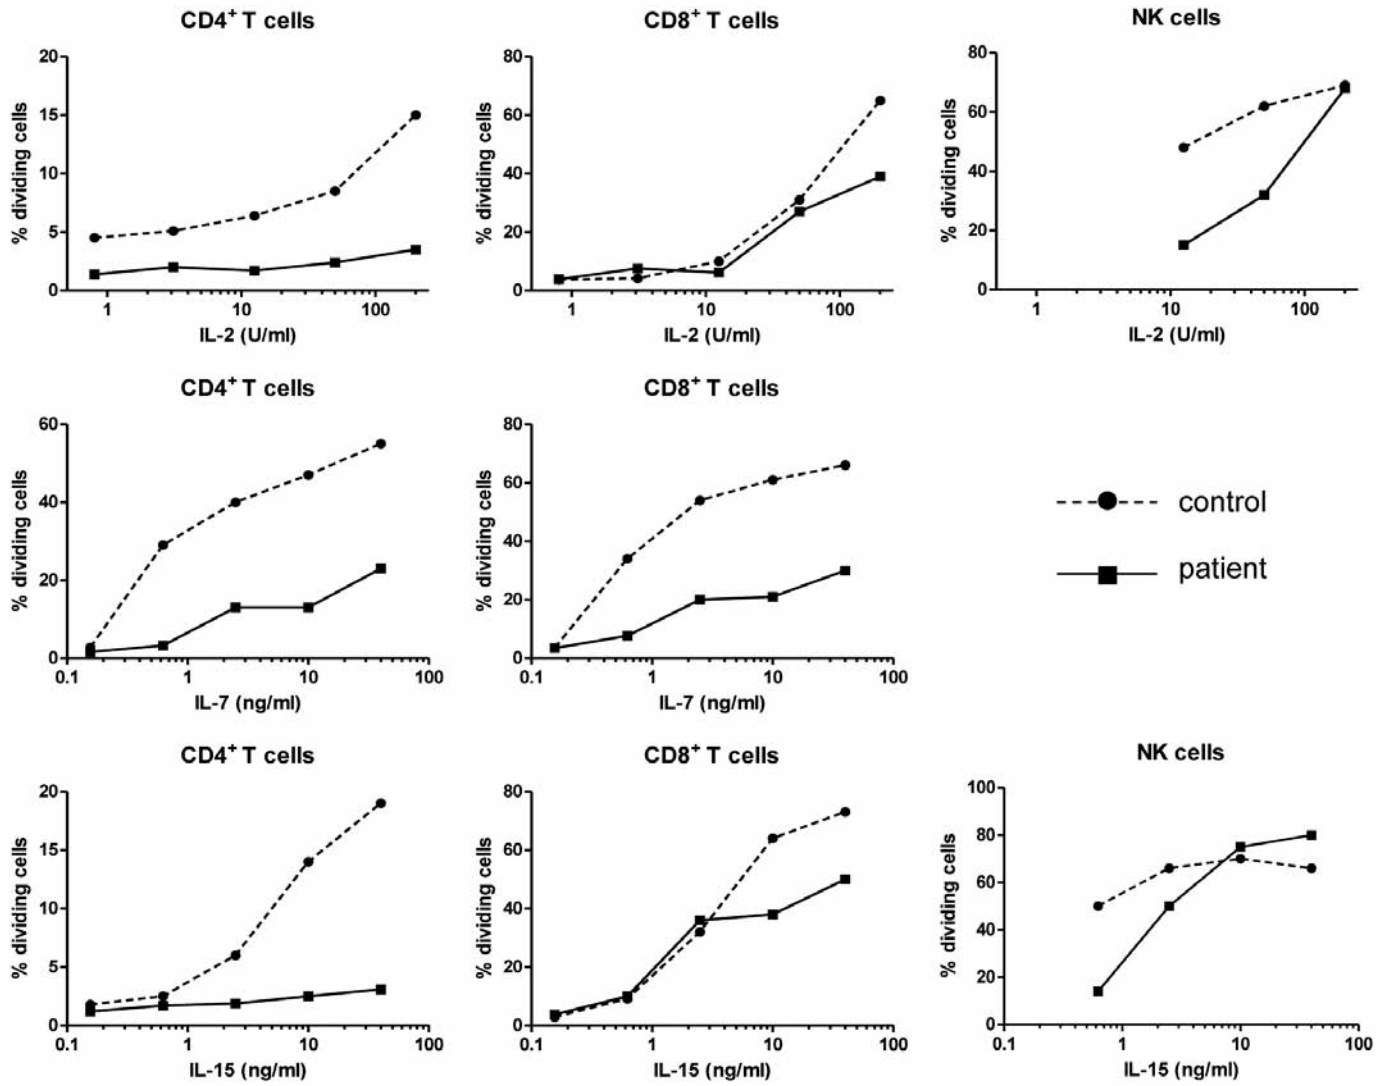 CD4+ T cells
% dividing cells
20
15
10
5
0
1
10
100
IL-2 (U/ml)
CD8+ T cells
% dividing cells
80
60
40
20
0
1
10
100
IL-2 (U/ml)
NK cells
% dividing cells
80
60
40
20
0
1
10
100
IL-2 (U/ml)
CD4+ T cells
% dividing cells
60
40
20
0
0.1
1
10
100
IL-7 (ng/ml)
CD8+ T cells
% dividing cells
80
60
40
20
0
0.1
1
10
100
IL-7 (ng/ml)
control
patient
CD4+ T cells
% dividing cells
20
15
10
5
0
0.1
1
10
100
IL-15 (ng/ml)
CD8+ T cells
% dividing cells
80
60
40
20
0
0.1
1
10
100
IL-15 (ng/ml)
NK cells
% dividing cells
100
80
60
40
20
0
0.1
1
10
100
IL-15 (ng/ml)